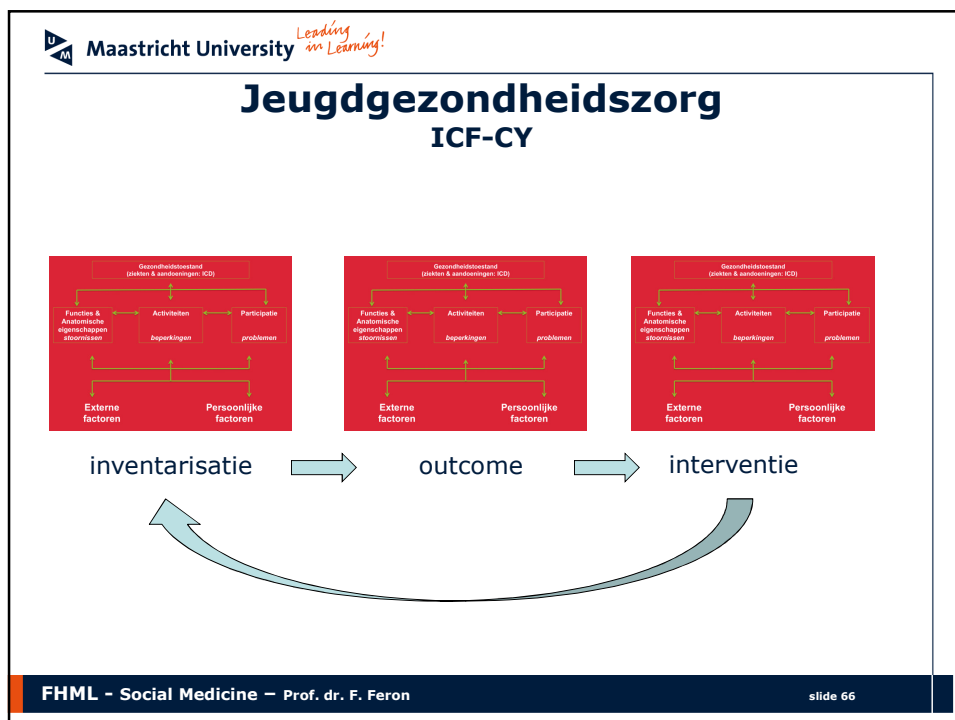 UM
Maastricht University
Leading
in Learning!
Jeugdgezondheidszorg
ICF-CY
Gezondheidstoestand
(ziekten & aandoeningen: ICD)
Functies &
Anatomische
eigenschappen
stoornissen
Activiteiten
beperkingen
Participatie
problemen
Externe
factoren
Persoonlijke
factoren
Gezondheidstoestand
(ziekten & aandoeningen: ICD)
Functies &
Anatomische
eigenschappen
stoornissen
Activiteiten
beperkingen
Participatie
problemen
Externe
factoren
Persoonlijke
factoren
Gezondheidstoestand
(ziekten & aandoeningen: ICD)
Functies &
Anatomische
eigenschappen
stoornissen
Activiteiten
beperkingen
Participatie
problemen
Externe
factoren
Persoonlijke
factoren
inventarisatie
outcome
interventie
FHML - Social Medicine – Prof. dr. F. Feron
slide 66